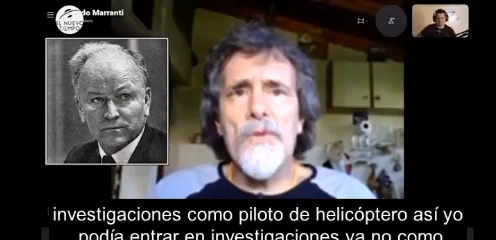 do Marranti
EL NUEVO
TIEMPO
investigaciones como piloto de helicóptero así yo
podía entrar en investigaciones ya no como